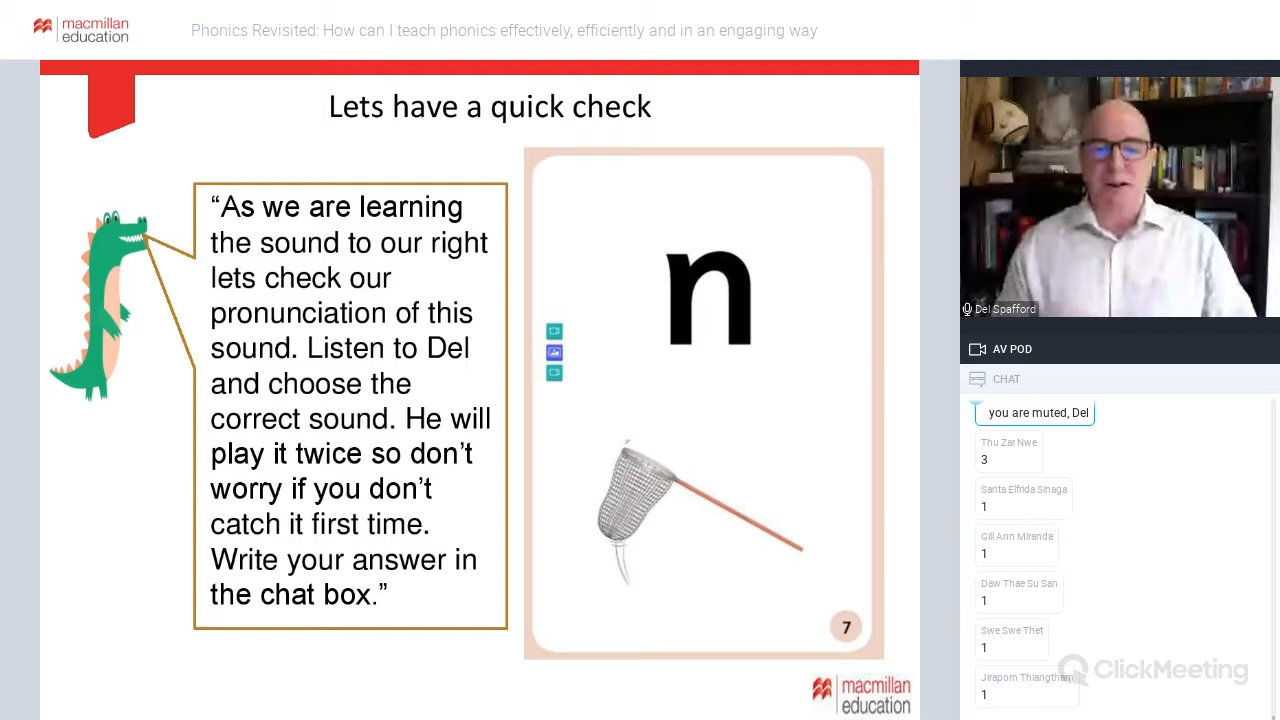 macmillan
education
Phonics Revisited: How can I teach phonics effectively, efficiently and in an engaging way
Lets have a quick check
“As we are learning
the sound to our right
lets check our
pronunciation of this
sound. Listen to Del
and choose the
correct sound. He will
play it twice so don’t
worry if you don’t
catch it first time.
Write your answer in
the chat box.”
n
7
macmillan
education
Del Spafford
AV POD
CHAT
you are muted, Del
Thu Zar Nwe
3
Santa Elfrida Sinaga
1
Gill Ann Miranda
1
Daw Thae Su San
1
Swe Swe Thet
1
Jiraporn Thiangtham
1
ClickMeeting